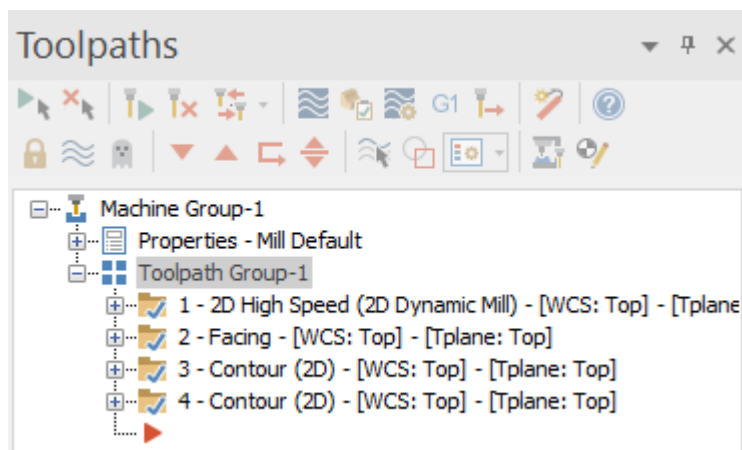 Toolpaths
G1
Machine Group-1
Properties - Mill Default
Toolpath Group-1
1 - 2D High Speed (2D Dynamic Mill) - [WCS: Top] - [Tplane
2 - Facing - [WCS: Top] - [Tplane: Top]
3 - Contour (2D) - [WCS: Top] - [Tplane: Top]
4 - Contour (2D) - [WCS: Top] - [Tplane: Top]